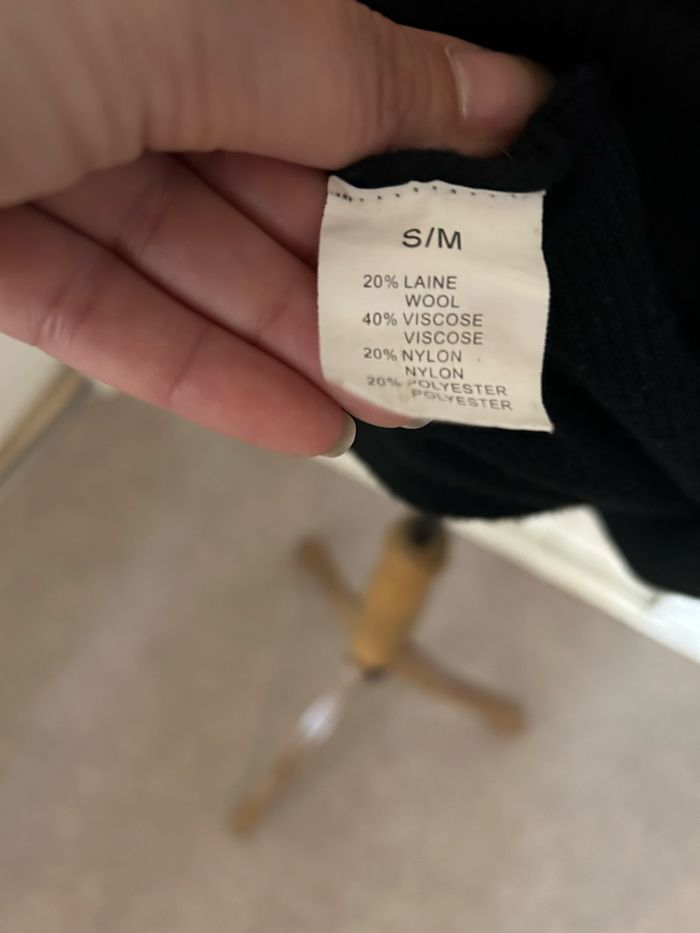 S/M
20% LAINE
WOOL
40% VISCOSE
VISCOSE
20% NYLON
NYLON
20% POLYESTER
POLYESTER